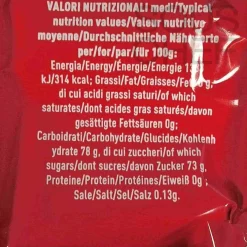 VALORI NUTRIZIONALI medi/Typical
nutrition values/Valeur nutritive
moyenne/Durchschnittliche Nährwerte
per/for/par/für 100g:
Energia/Energy/Énergie/Energie
kJ/314 kcal; Grassi/Fat/Graisses/Fett
di cui acidi grassi saturi/of which
saturates/dont acides gras saturés/davon
gesättigte Fettsäuren 0g;
Carboidrati/Carbohydrate/Glucides/Kohlenh
ydrate 78 g, di cui zuccheri/of which
sugars/dont sucres/davon Zucker 73 g,
Proteine/Protein/Protéines/Eiweiß 0g ;
Sale/Salt/Sel/Salz 0.13g.